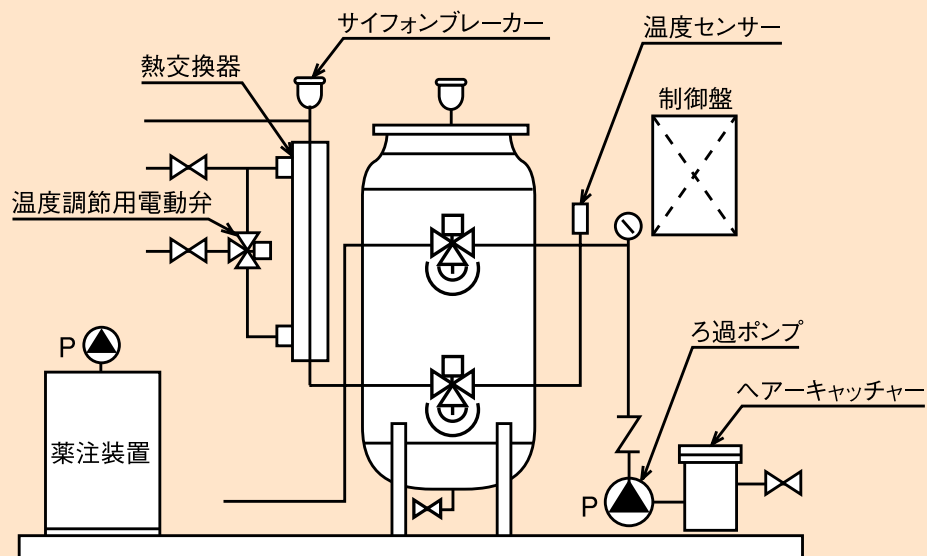 サイフォンブレーカー
温度センサー
熱交換器
制御盤
温度調節用電動弁
ろ過ポンプ
P
ヘアーキャッチャー
薬注装置
P